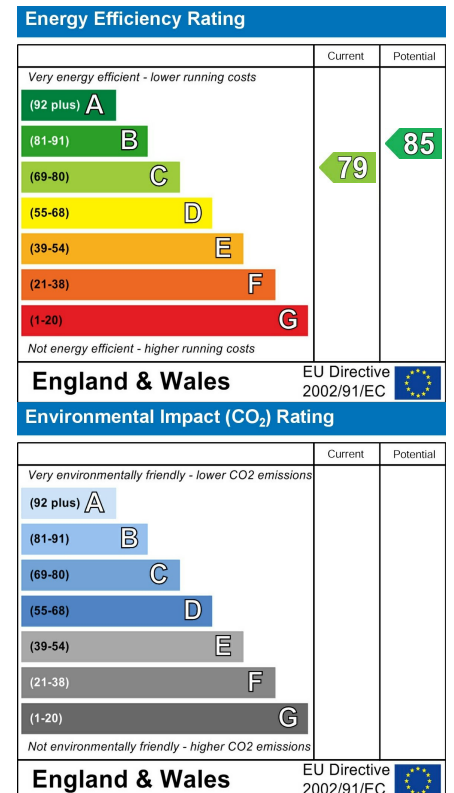 Energy Efficiency Rating
Current Potential
Very energy efficient - lower running costs
(92 plus) A
(81-91) B
(69-80) C
(55-68) D
(39-54) E
(21-38) F
(1-20) G
79
85
Not energy efficient - higher running costs
England & Wales
EU Directive
2002/91/EC
Environmental Impact (CO₂) Rating
Current Potential
Very environmentally friendly - lower CO2 emissions
(92 plus) A
(81-91) B
(69-80) C
(55-68) D
(39-54) E
(21-38) F
(1-20) G
Not environmentally friendly - higher CO2 emissions
England & Wales
EU Directive
2002/91/EC